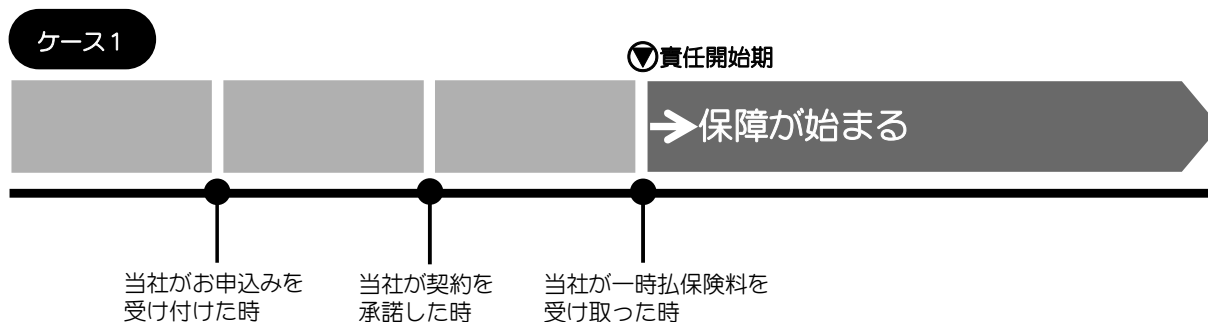 ケース1
責任開始期
保障が始まる
当社がお申込みを
受け付けた時
当社が契約を
承諾した時
当社が一時払保険料を
受け取った時